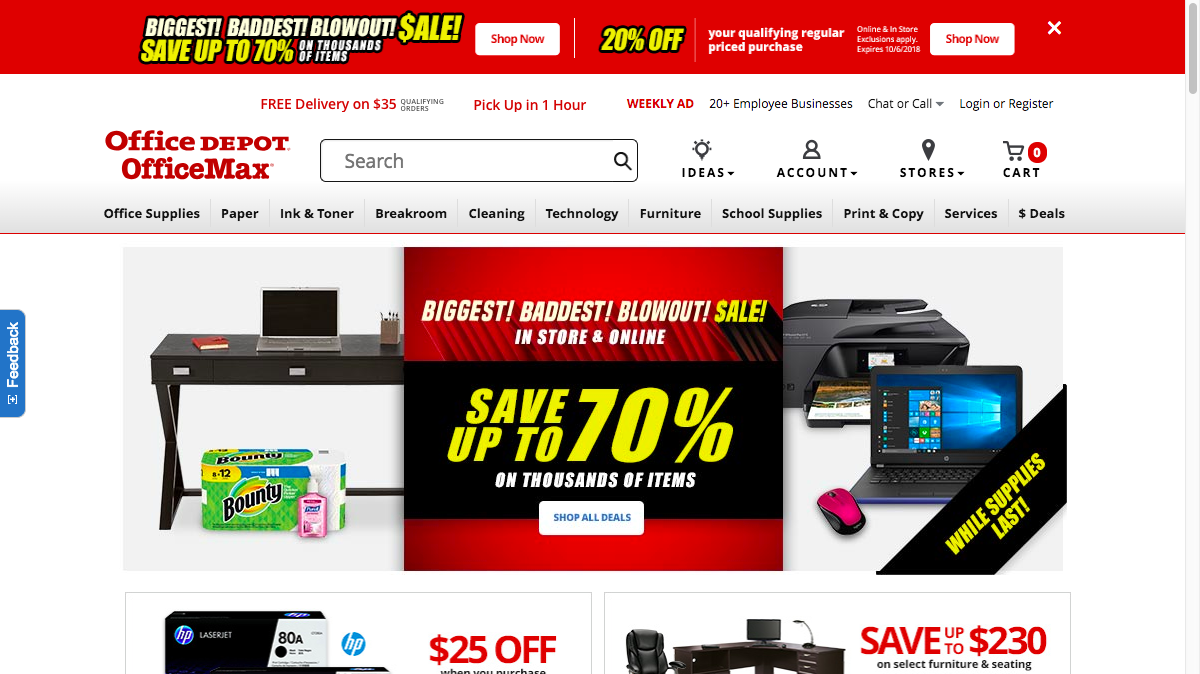 BIGGEST! BADDEST! BLOWOUT! $ALE!
SAVE UP TO 70% ON THOUSANDS OF ITEMS
Shop Now
20% OFF
your qualifying regular
priced purchase
Online & In Store
Exclusions apply.
Expires 10/6/2018
Shop Now
FREE Delivery on $35 QUALIFYING ORDERS
Pick Up in 1 Hour
WEEKLY AD
20+ Employee Businesses
Chat or Call
Login or Register
Office DEPOT
OfficeMax
Search
IDEAS
ACCOUNT
STORES
0
CART
Office Supplies
Paper
Ink & Toner
Breakroom
Cleaning
Technology
Furniture
School Supplies
Print & Copy
Services
$ Deals
Feedback
BIGGEST! BADDEST! BLOWOUT! $ALE!
IN STORE & ONLINE
SAVE
UP TO 70%
ON THOUSANDS OF ITEMS
SHOP ALL DEALS
Bounty
8=12
Bounty
Purell
hp
WHILE SUPPLIES
LAST!
hp LASERJET
80A
hp
$25 OFF
when you purchase
SAVE UP TO $230
on select furniture & seating